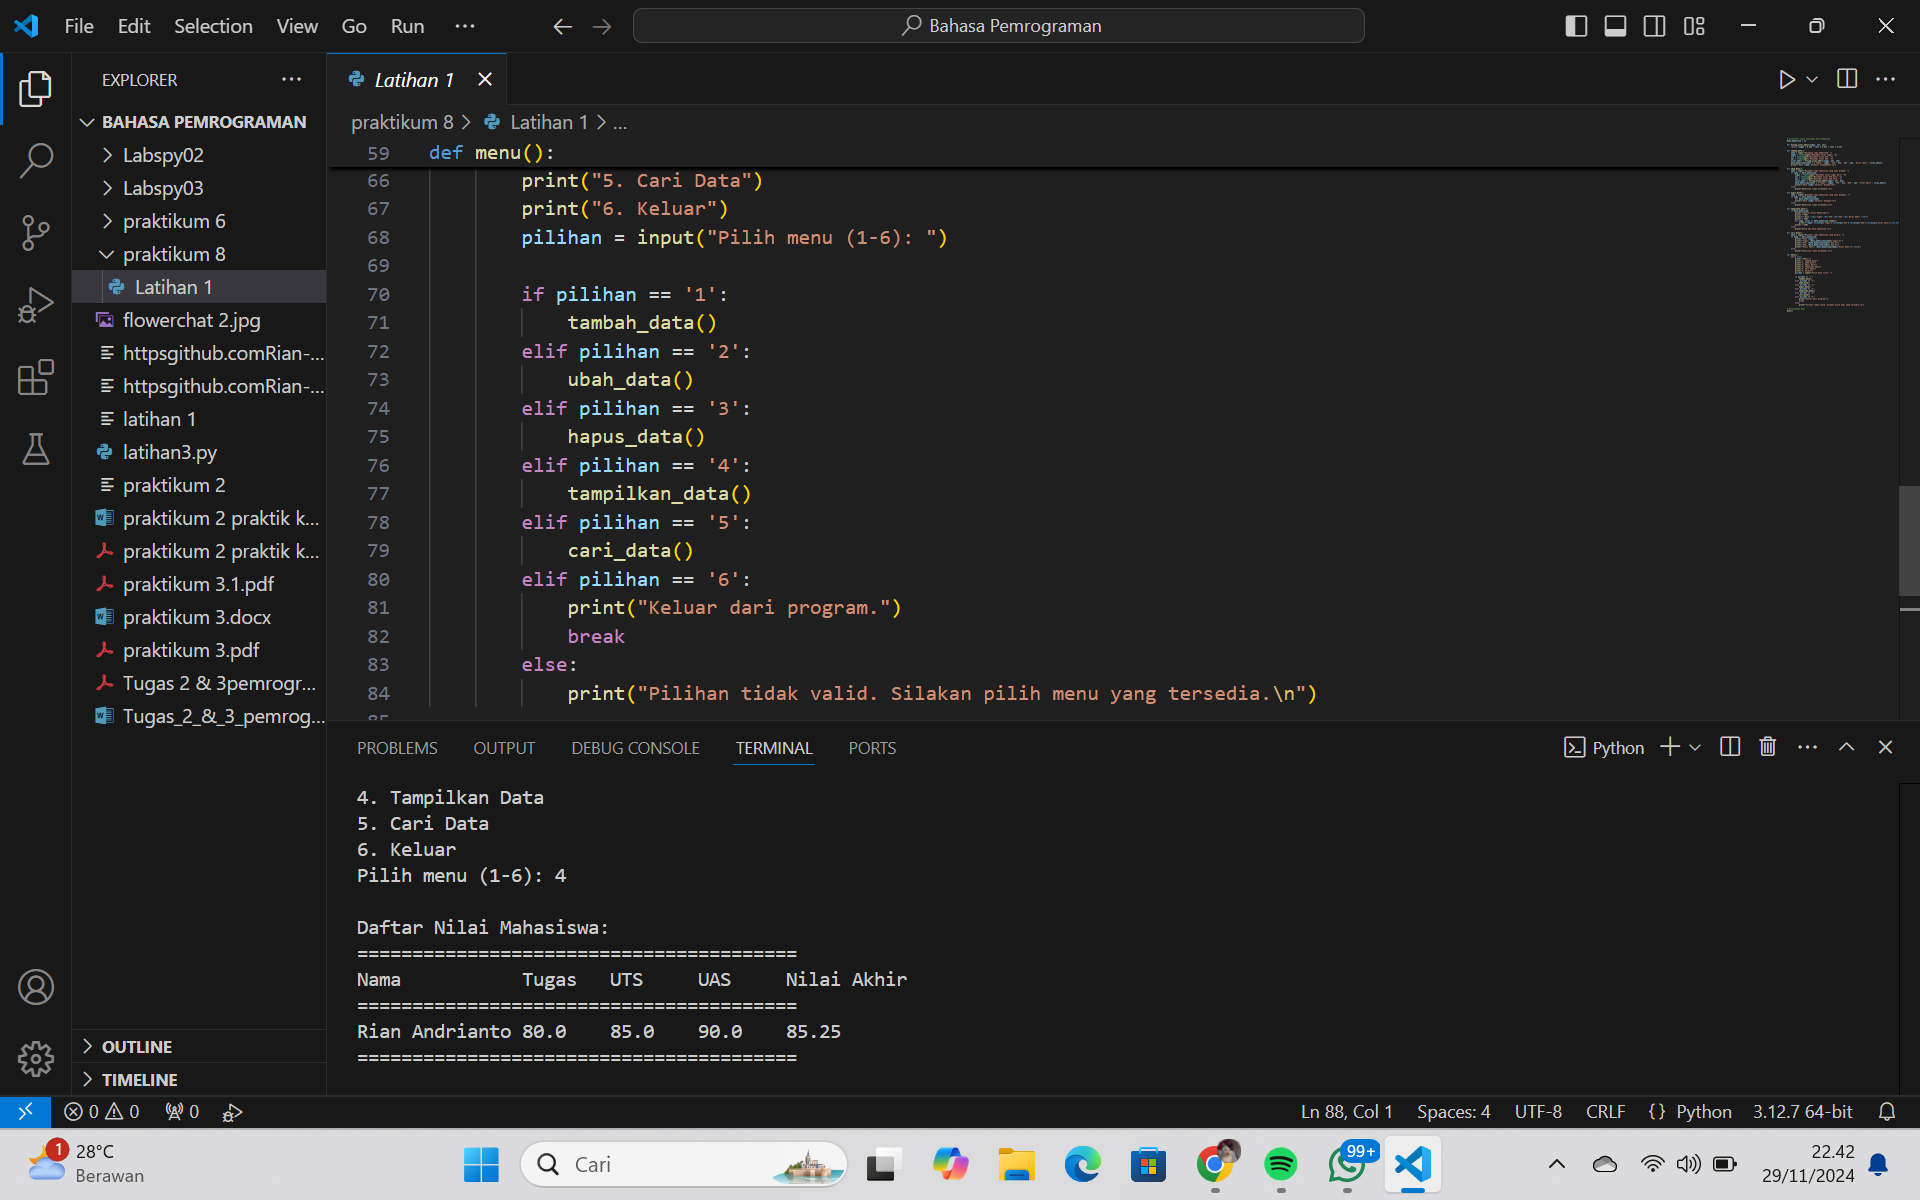 File Edit Selection View Go Run ...
Bahasa Pemrograman
EXPLORER
BAHASA PEMROGRAMAN
Labspy02
Labspy03
praktikum 6
praktikum 8
Latihan 1
flowerchat 2.jpg
httpsgithub.comRian-...
httpsgithub.comRian-...
latihan 1
latihan3.py
praktikum 2
praktikum 2 praktik k...
praktikum 2 praktik k...
praktikum 3.1.pdf
praktikum 3.docx
praktikum 3.pdf
Tugas 2 & 3pemrogr...
Tugas_2_&_3_pemrog...
OUTLINE
TIMELINE
Latihan 1
praktikum 8 > Latihan 1 > ...
59 def menu():
66 print("5. Cari Data")
67 print("6. Keluar")
68 pilihan = input("Pilih menu (1-6): ")
69
70 if pilihan == '1':
71 tambah_data()
72 elif pilihan == '2':
73 ubah_data()
74 elif pilihan == '3':
75 hapus_data()
76 elif pilihan == '4':
77 tampilkan_data()
78 elif pilihan == '5':
79 cari_data()
80 elif pilihan == '6':
81 print("Keluar dari program.")
82 break
83 else:
84 print("Pilihan tidak valid. Silakan pilih menu yang tersedia.\n")
85
PROBLEMS OUTPUT DEBUG CONSOLE TERMINAL PORTS
Python
4. Tampilkan Data
5. Cari Data
6. Keluar
Pilih menu (1-6): 4
Daftar Nilai Mahasiswa:
========================================
Nama Tugas UTS UAS Nilai Akhir
========================================
Rian Andrianto 80.0 85.0 90.0 85.25
========================================
0 0 0
Ln 88, Col 1 Spaces: 4 UTF-8 CRLF {} Python 3.12.7 64-bit
1
28°C
Berawan
Cari
99+
22.42
29/11/2024